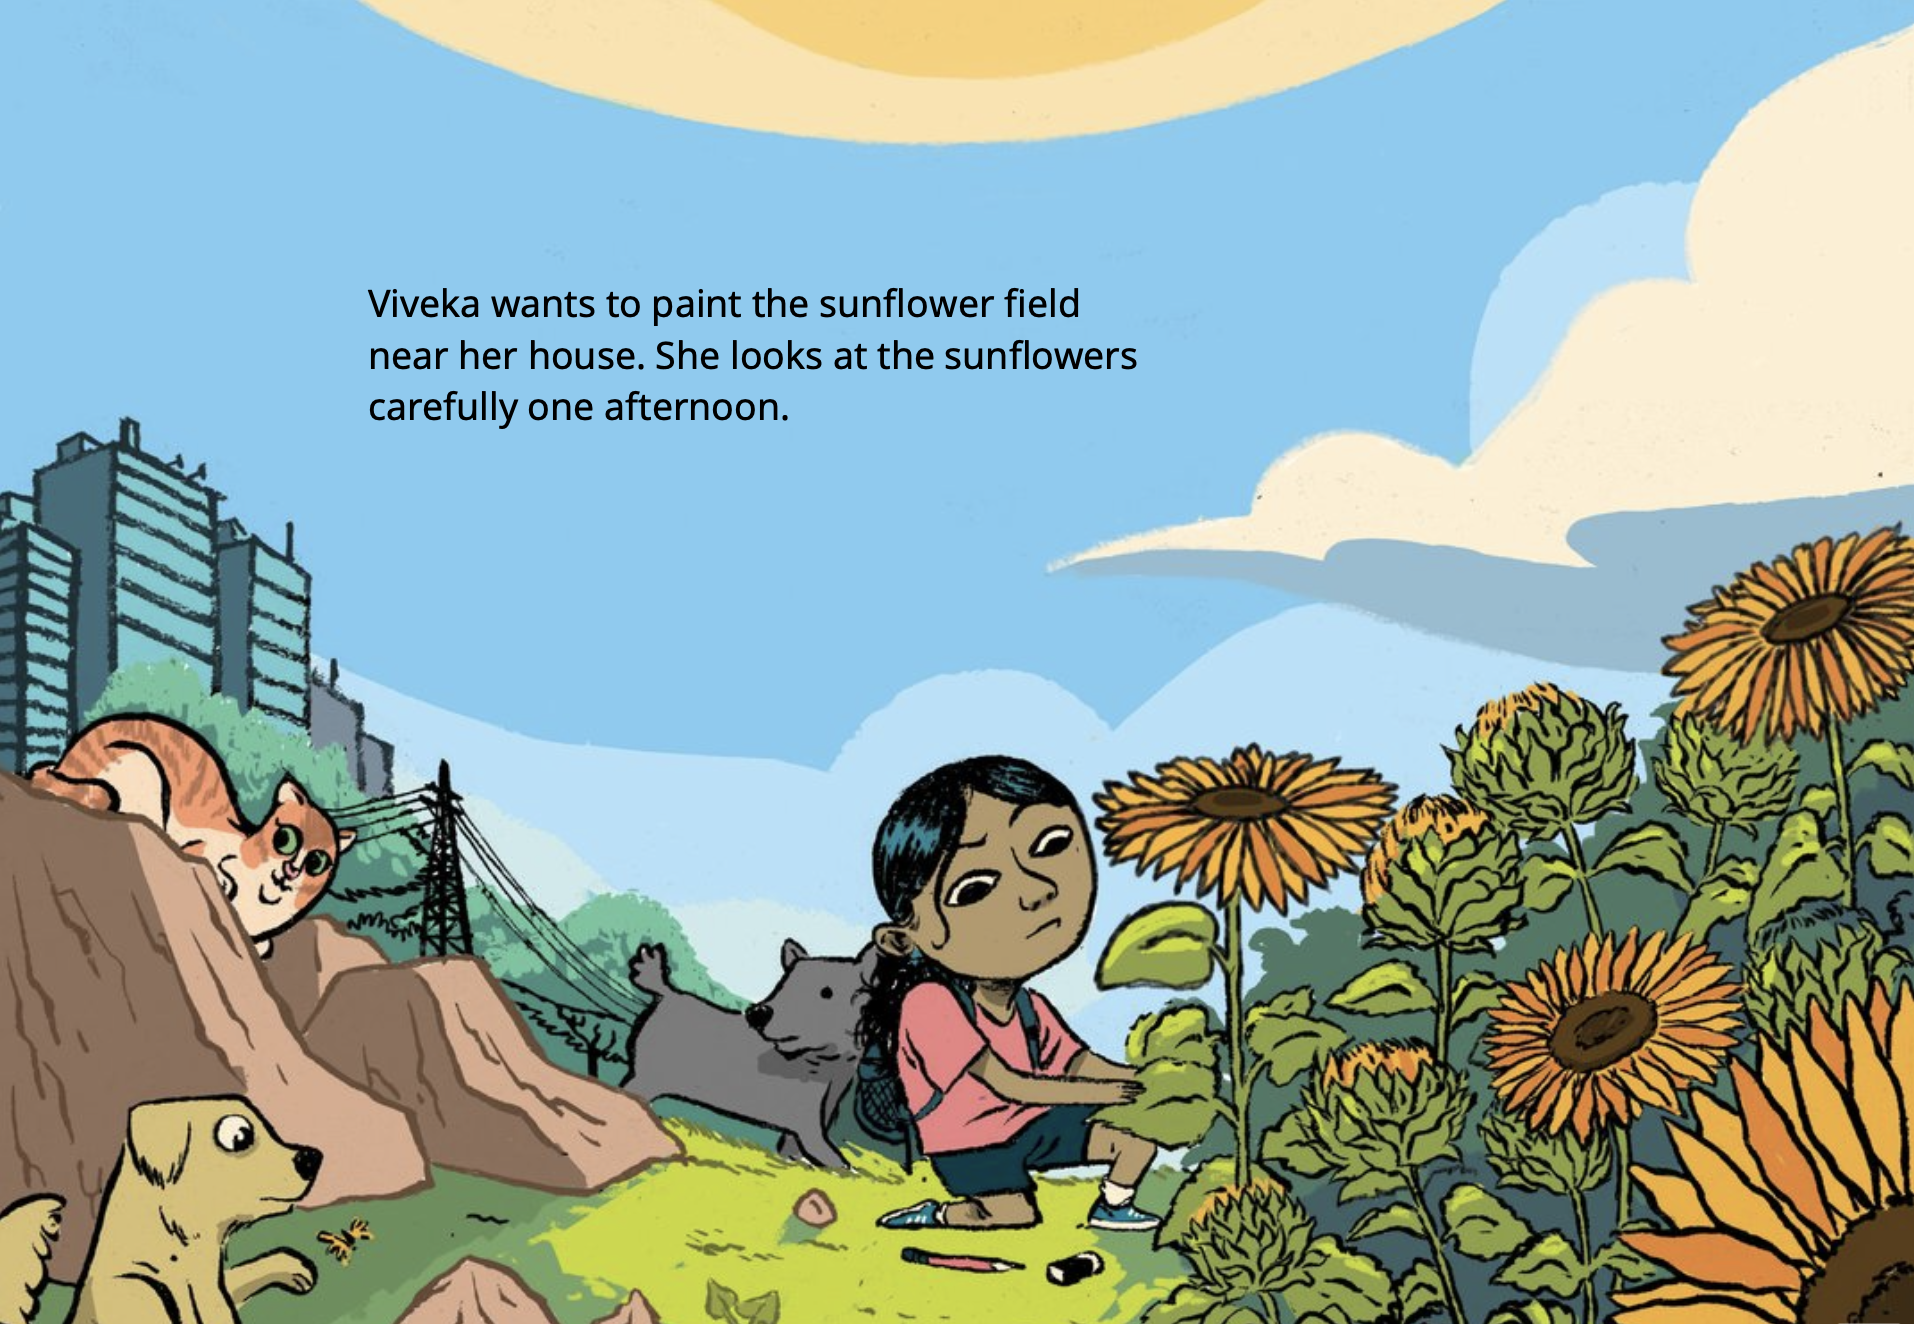 Viveka wants to paint the sunflower field
near her house. She looks at the sunflowers
carefully one afternoon.